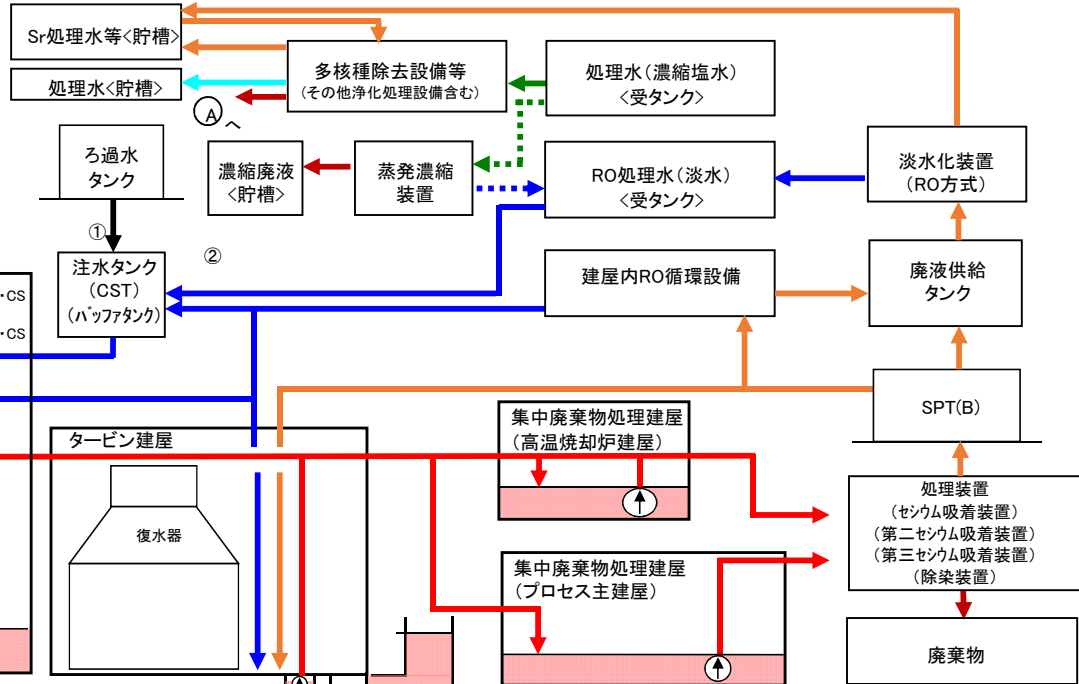 Sr処理水等<貯槽>
処理水<貯槽>
多核種除去設備等
(その他浄化処理設備含む)
処理水(濃縮塩水)
<受タンク>
Ⓐへ
ろ過水
タンク
濃縮廃液
<貯槽>
蒸発濃縮
装置
RO処理水(淡水)
<受タンク>
淡水化装置
(RO方式)
①
②
注水タンク
(CST)
(バッファタンク)
・CS
・CS
建屋内RO循環設備
廃液供給
タンク
SPT(B)
タービン建屋
復水器
集中廃棄物処理建屋
(高温焼却炉建屋)
集中廃棄物処理建屋
(プロセス主建屋)
処理装置
(セシウム吸着装置)
(第二セシウム吸着装置)
(第三セシウム吸着装置)
(除染装置)
廃棄物